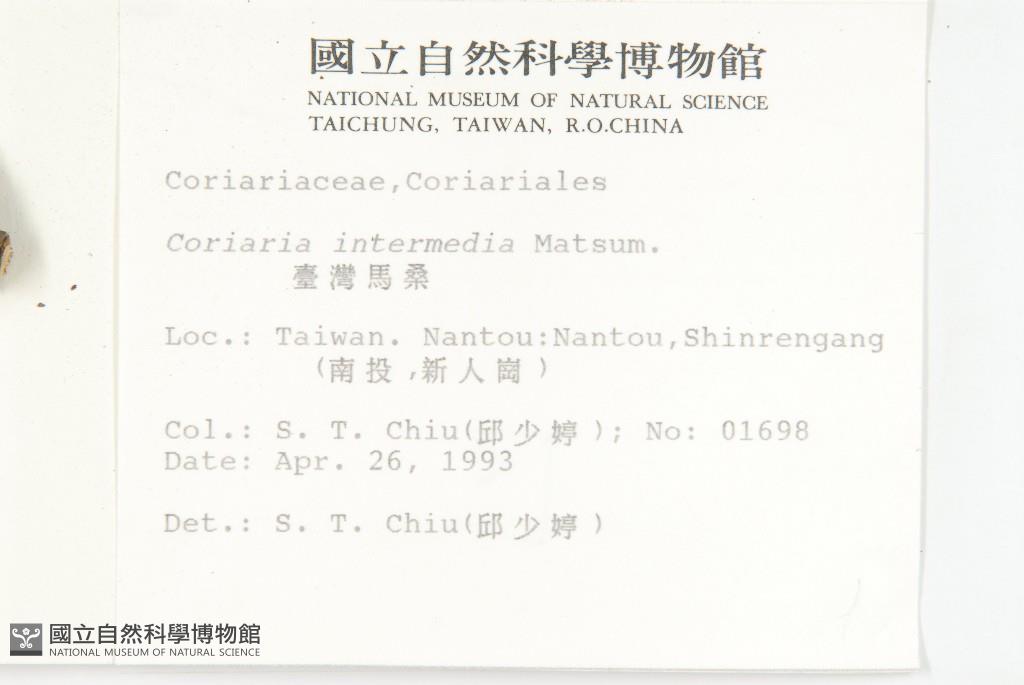 國立自然科學博物館
NATIONAL MUSEUM OF NATURAL SCIENCE
TAICHUNG, TAIWAN, R.O.CHINA
Coriariaceae,Coriariales
Coriaria intermedia Matsum.
臺灣馬桑
Loc.: Taiwan. Nantou:Nantou,Shinrengang
(南投,新人崗)
Col.: S. T. Chiu(邱少婷); No: 01698
Date: Apr. 26, 1993
Det.: S. T. Chiu(邱少婷)
國立自然科學博物館
NATIONAL MUSEUM OF NATURAL SCIENCE